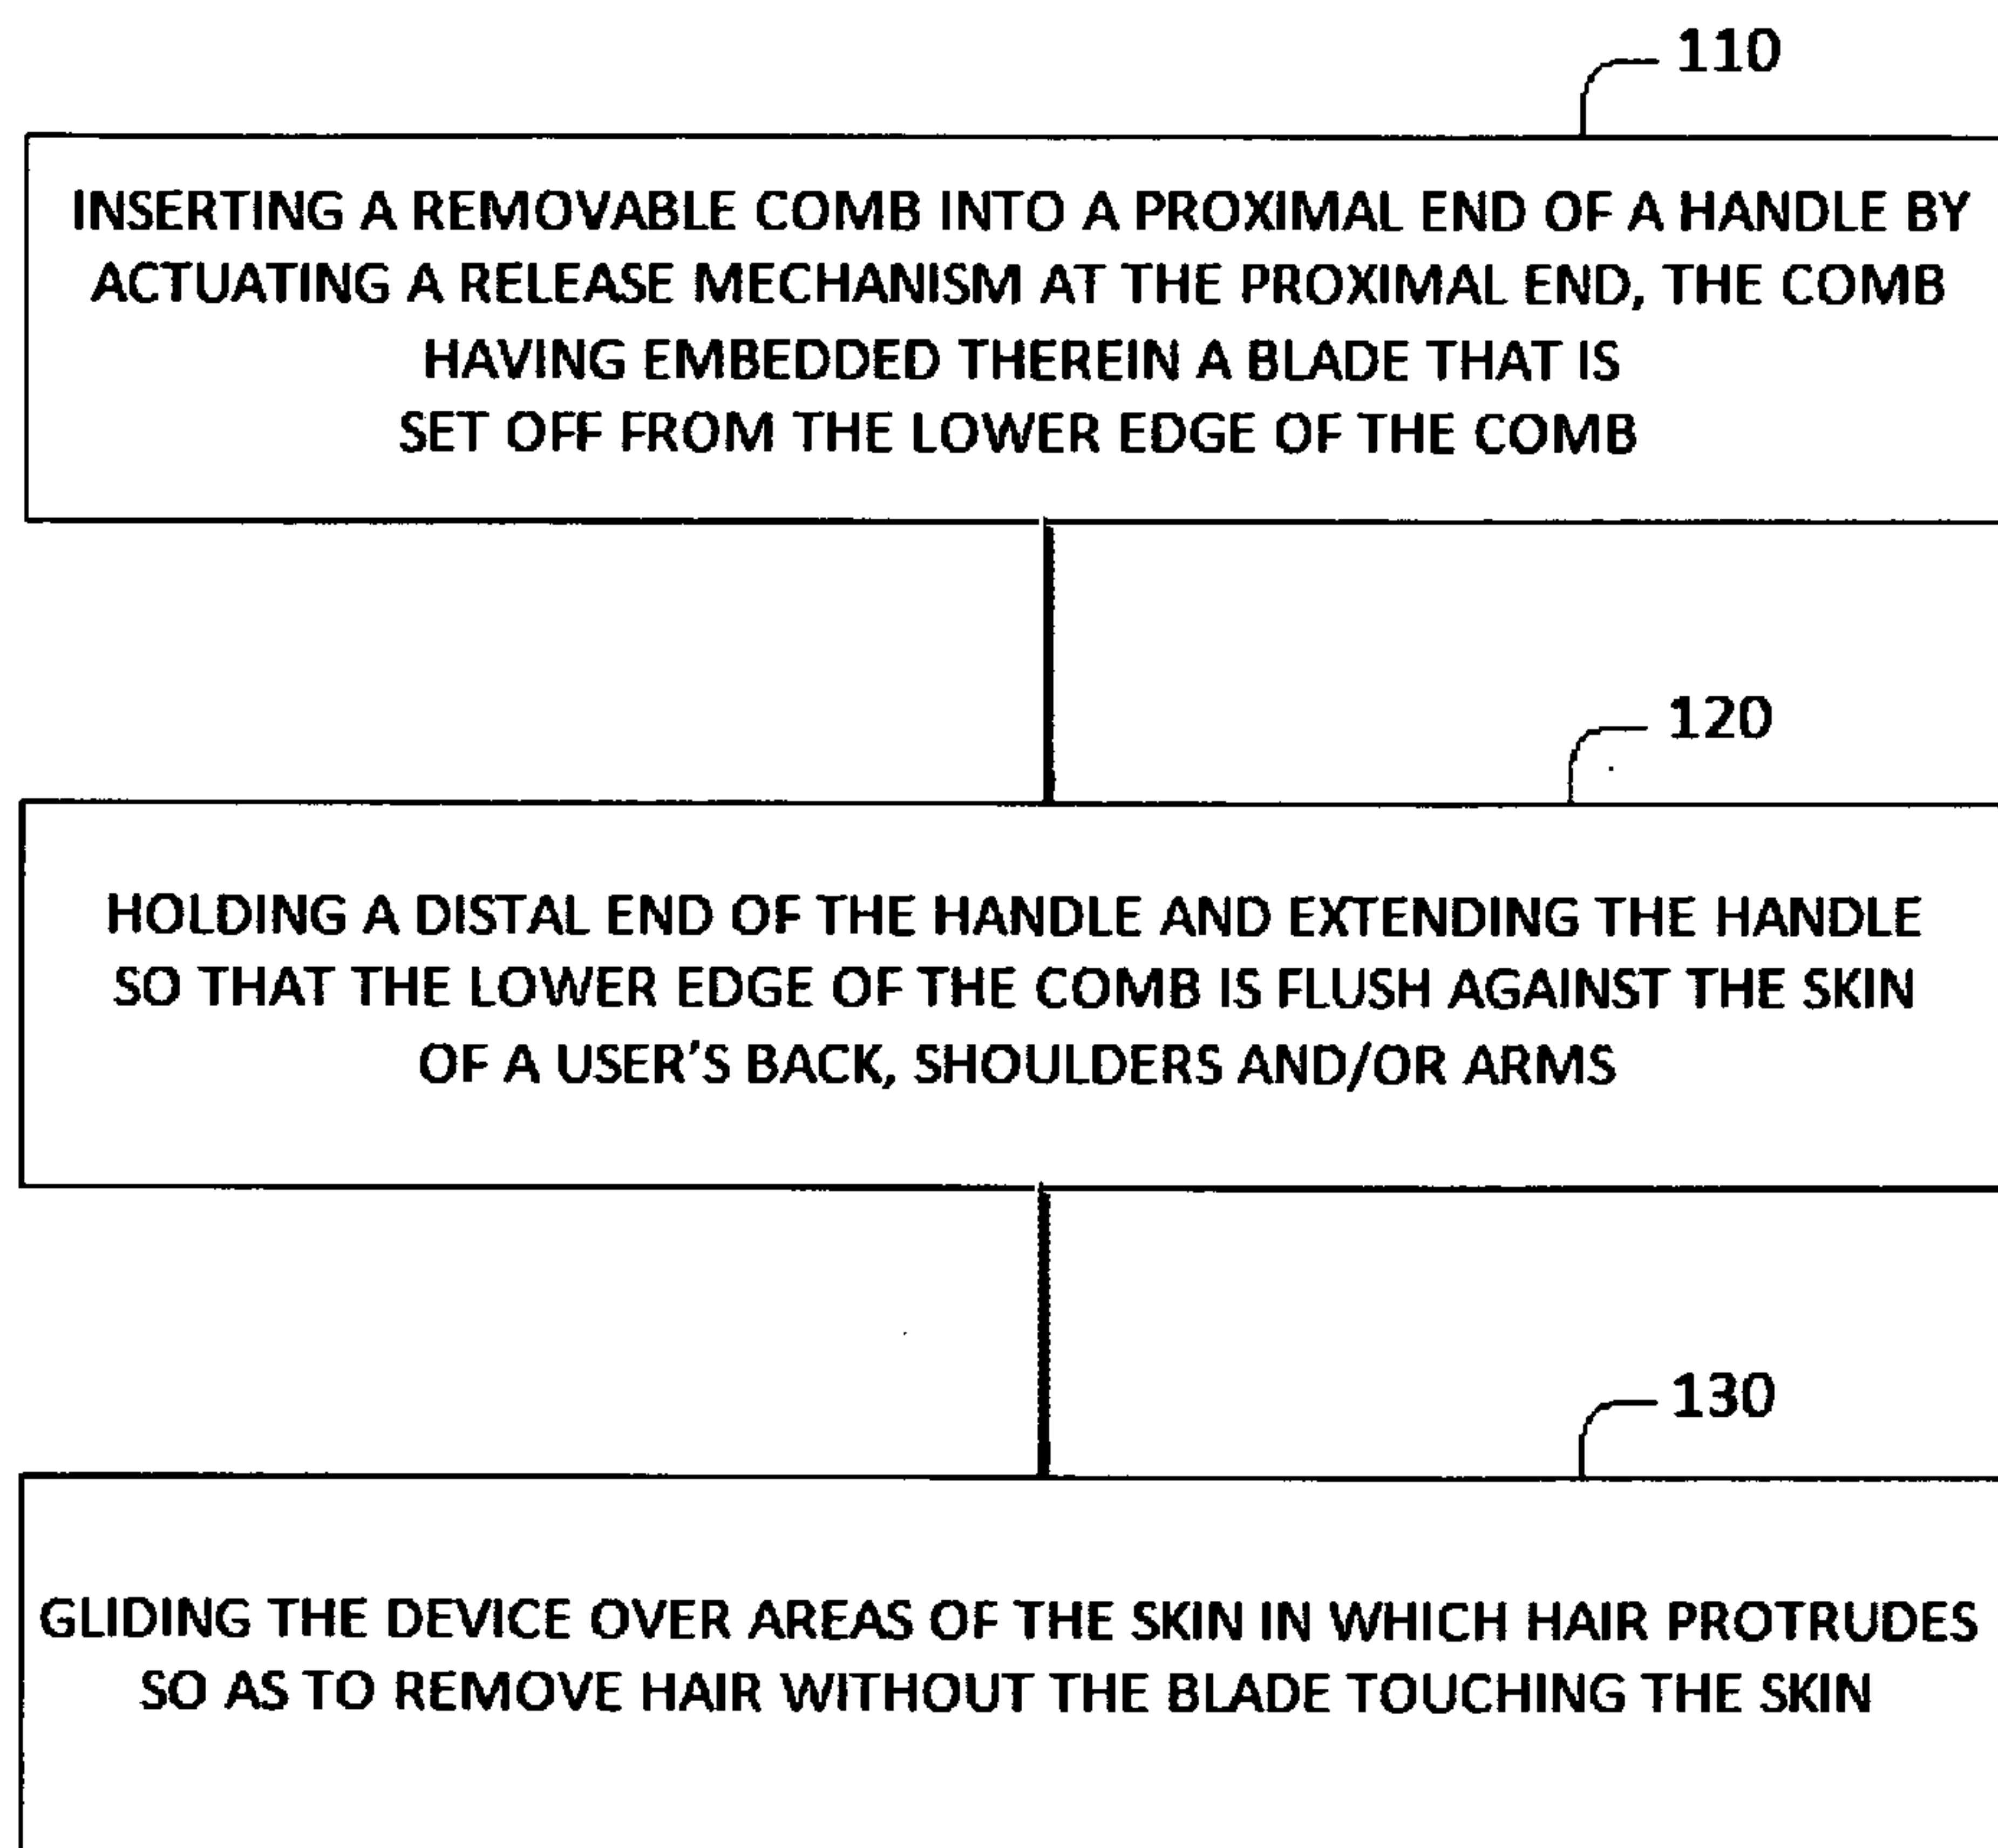 110
INSERTING A REMOVABLE COMB INTO A PROXIMAL END OF A HANDLE BY
ACTUATING A RELEASE MECHANISM AT THE PROXIMAL END, THE COMB
HAVING EMBEDDED THEREIN A BLADE THAT IS
SET OFF FROM THE LOWER EDGE OF THE COMB
120
HOLDING A DISTAL END OF THE HANDLE AND EXTENDING THE HANDLE
SO THAT THE LOWER EDGE OF THE COMB IS FLUSH AGAINST THE SKIN
OF A USER'S BACK, SHOULDERS AND/OR ARMS
130
GLIDING THE DEVICE OVER AREAS OF THE SKIN IN WHICH HAIR PROTRUDES
SO AS TO REMOVE HAIR WITHOUT THE BLADE TOUCHING THE SKIN